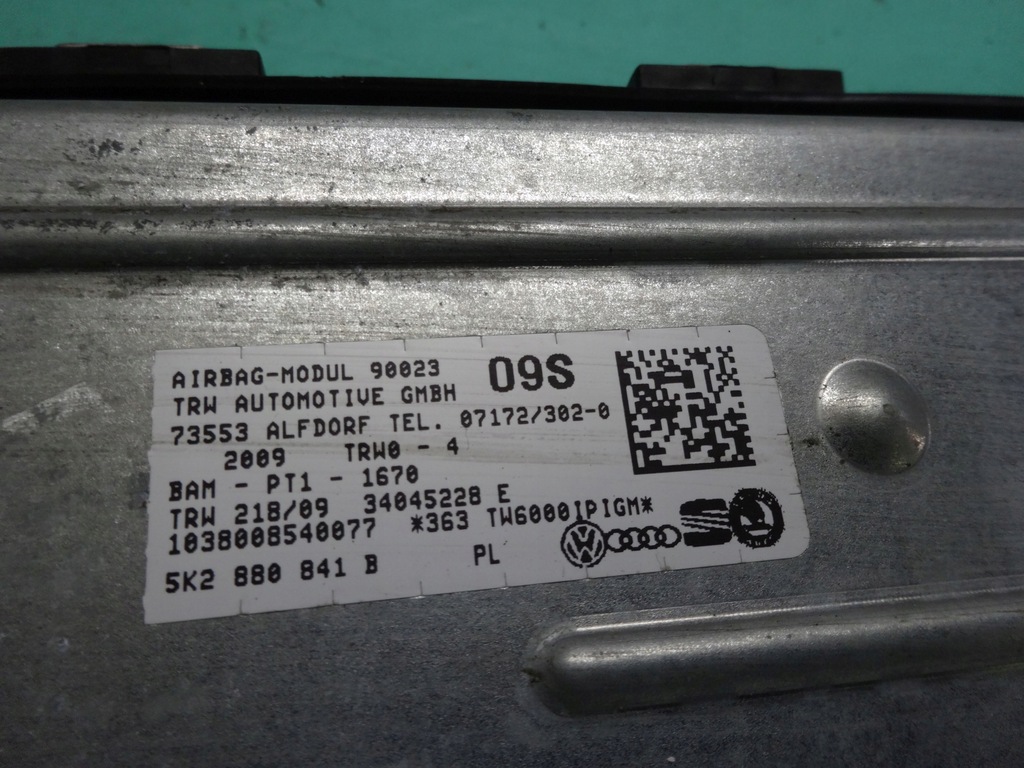 AIRBAG-MODUL 90023 09S
TRW AUTOMOTIVE GMBH
73553 ALFDORF TEL. 07172/302-0
2009 TRW0 - 4
BAM - PT1 - 1670
TRW 218/09 34045228 E
1038008540077 *363 TW6000IPIGM*
5K2 880 841 B PL